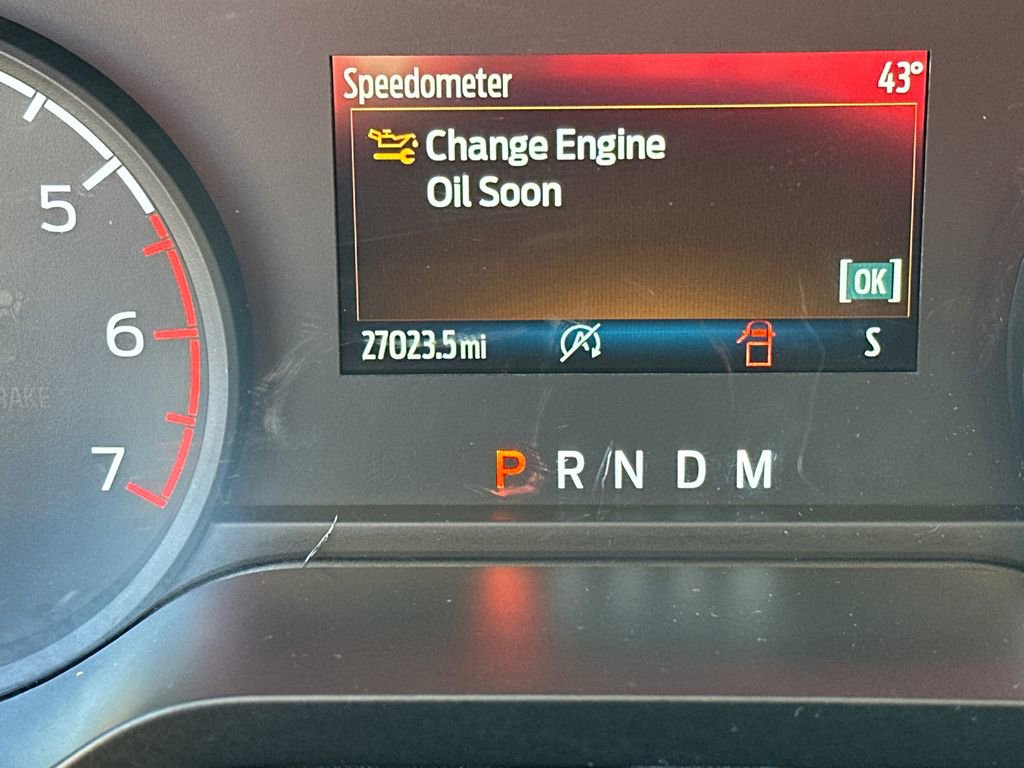 Speedometer 43°
Change Engine
Oil Soon
[OK]
27023.5 mi A S
5
6
7
P R N D M